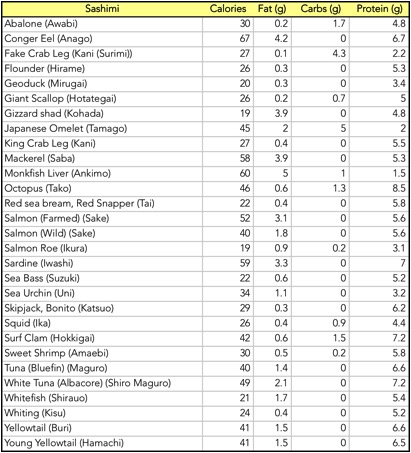 Sashimi Calories Fat (g) Carbs (g) Protein (g)
Abalone (Awabi) 30 0.2 1.7 4.8
Conger Eel (Anago) 67 4.2 0 6.7
Fake Crab Leg (Kani (Surimi)) 27 0.1 4.3 2.2
Flounder (Hirame) 26 0.3 0 5.3
Geoduck (Mirugai) 20 0.3 0 3.4
Giant Scallop (Hotategai) 26 0.2 0.7 5
Gizzard shad (Kohada) 19 3.9 0 4.8
Japanese Omelet (Tamago) 45 2 5 2
King Crab Leg (Kani) 27 0.4 0 5.5
Mackerel (Saba) 58 3.9 0 5.3
Monkfish Liver (Ankimo) 60 5 1 1.5
Octopus (Tako) 46 0.6 1.3 8.5
Red sea bream, Red Snapper (Tai) 22 0.4 0 5.8
Salmon (Farmed) (Sake) 52 3.1 0 5.6
Salmon (Wild) (Sake) 40 1.8 0 5.6
Salmon Roe (Ikura) 19 0.9 0.2 3.1
Sardine (Iwashi) 59 3.3 0 7
Sea Bass (Suzuki) 22 0.6 0 5.2
Sea Urchin (Uni) 34 1.1 0 3.2
Skipjack, Bonito (Katsuo) 29 0.3 0 6.2
Squid (Ika) 26 0.4 0.9 4.4
Surf Clam (Hokkigai) 42 0.6 1.5 7.2
Sweet Shrimp (Amaebi) 30 0.5 0.2 5.8
Tuna (Bluefin) (Maguro) 40 1.4 0 6.6
White Tuna (Albacore) (Shiro Maguro) 49 2.1 0 7.2
Whitefish (Shirauo) 21 1.7 0 5.4
Whiting (Kisu) 24 0.4 0 5.2
Yellowtail (Buri) 41 1.5 0 6.6
Young Yellowtail (Hamachi) 41 1.5 0 6.5